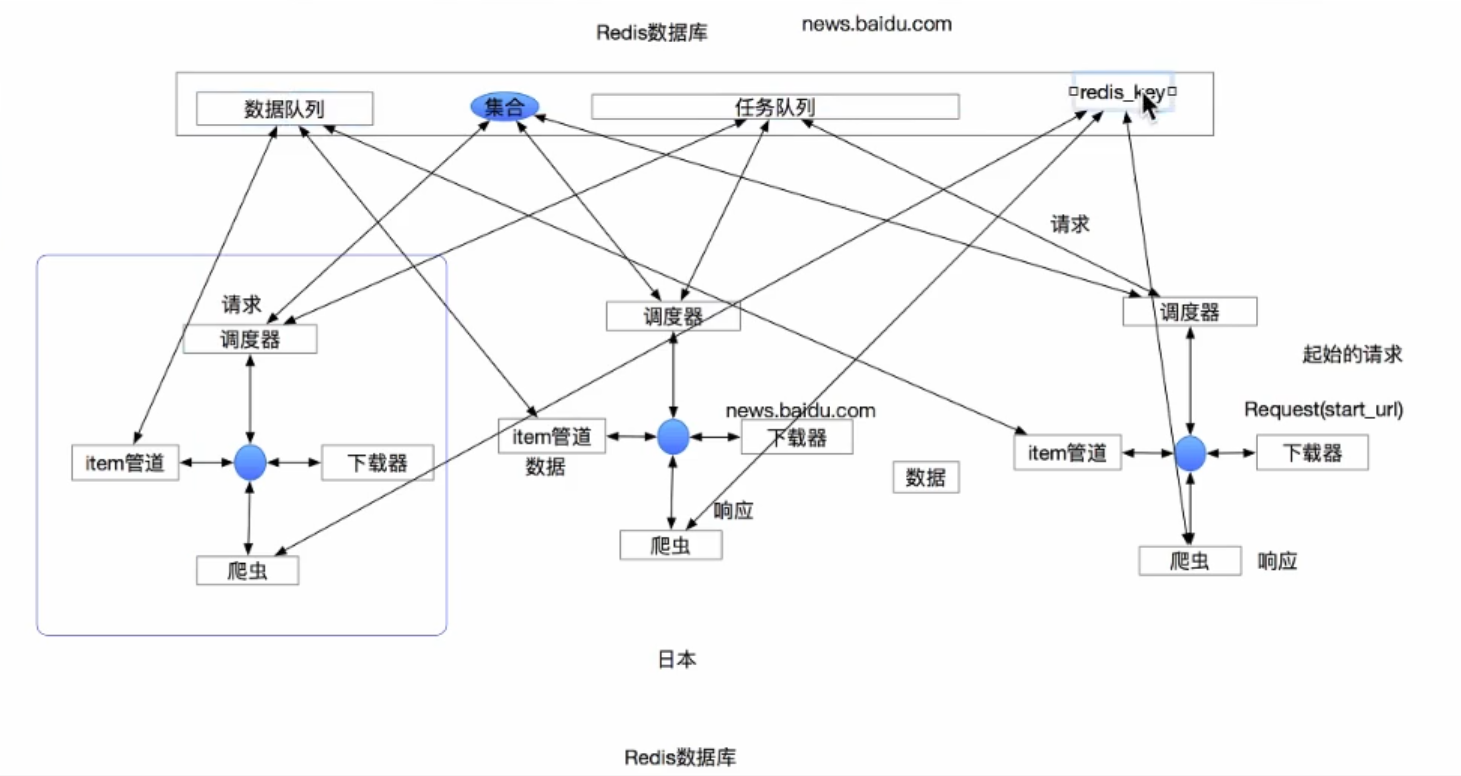 Redis数据库
news.baidu.com
数据队列
集合
任务队列
redis_key
请求
请求
调度器
调度器
调度器
起始的请求
news.baidu.com
Request(start_url)
item管道
下载器
item管道
下载器
item管道
下载器
数据
数据
响应
爬虫
爬虫
爬虫
响应
日本
Redis数据库